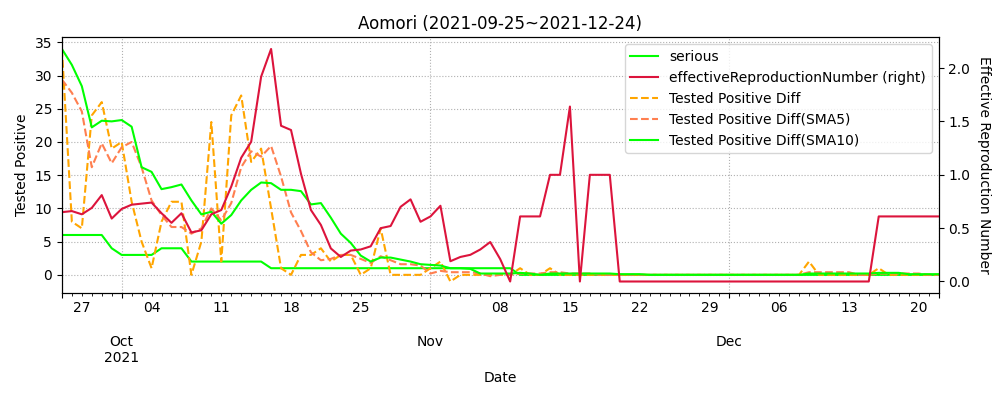 Aomori (2021-09-25~2021-12-24)
Tested Positive
35
30
25
20
15
10
5
0
serious
effectiveReproductionNumber (right)
Tested Positive Diff
Tested Positive Diff(SMA5)
Tested Positive Diff(SMA10)
2.0
1.5
1.0
0.5
0.0
Effective Reproduction Number
27 04 11 18 25 08 15 22 29 06 13 20
Oct Nov Dec
2021
Date